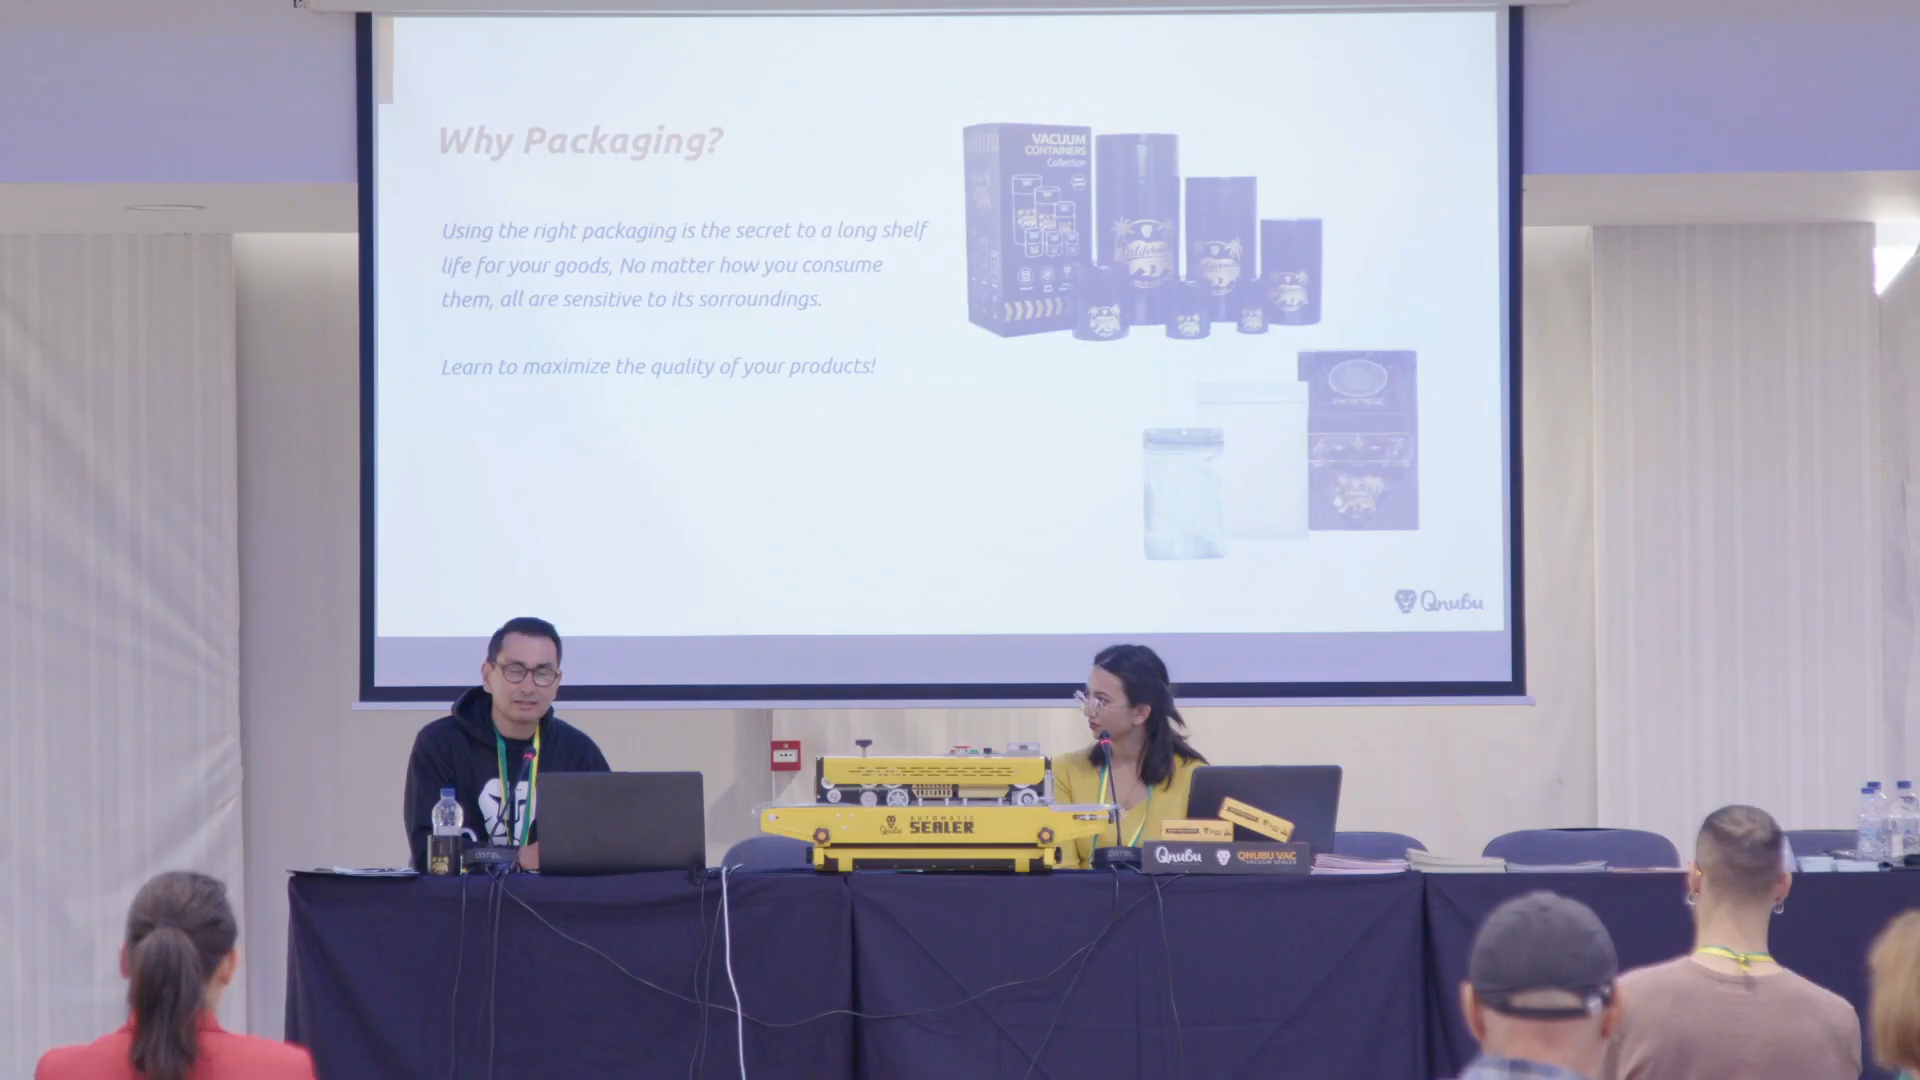 Why Packaging?
Using the right packaging is the secret to a long shelf
life for your goods, No matter how you consume
them, all are sensitive to its sorroundings.
Learn to maximize the quality of your products!
VACUUM
CONTAINERS
Collection
Qnubu
Qnubu
AUTOMATIC
SEALER
Qnubu
QNUBU VAC
VACUUM SEALER